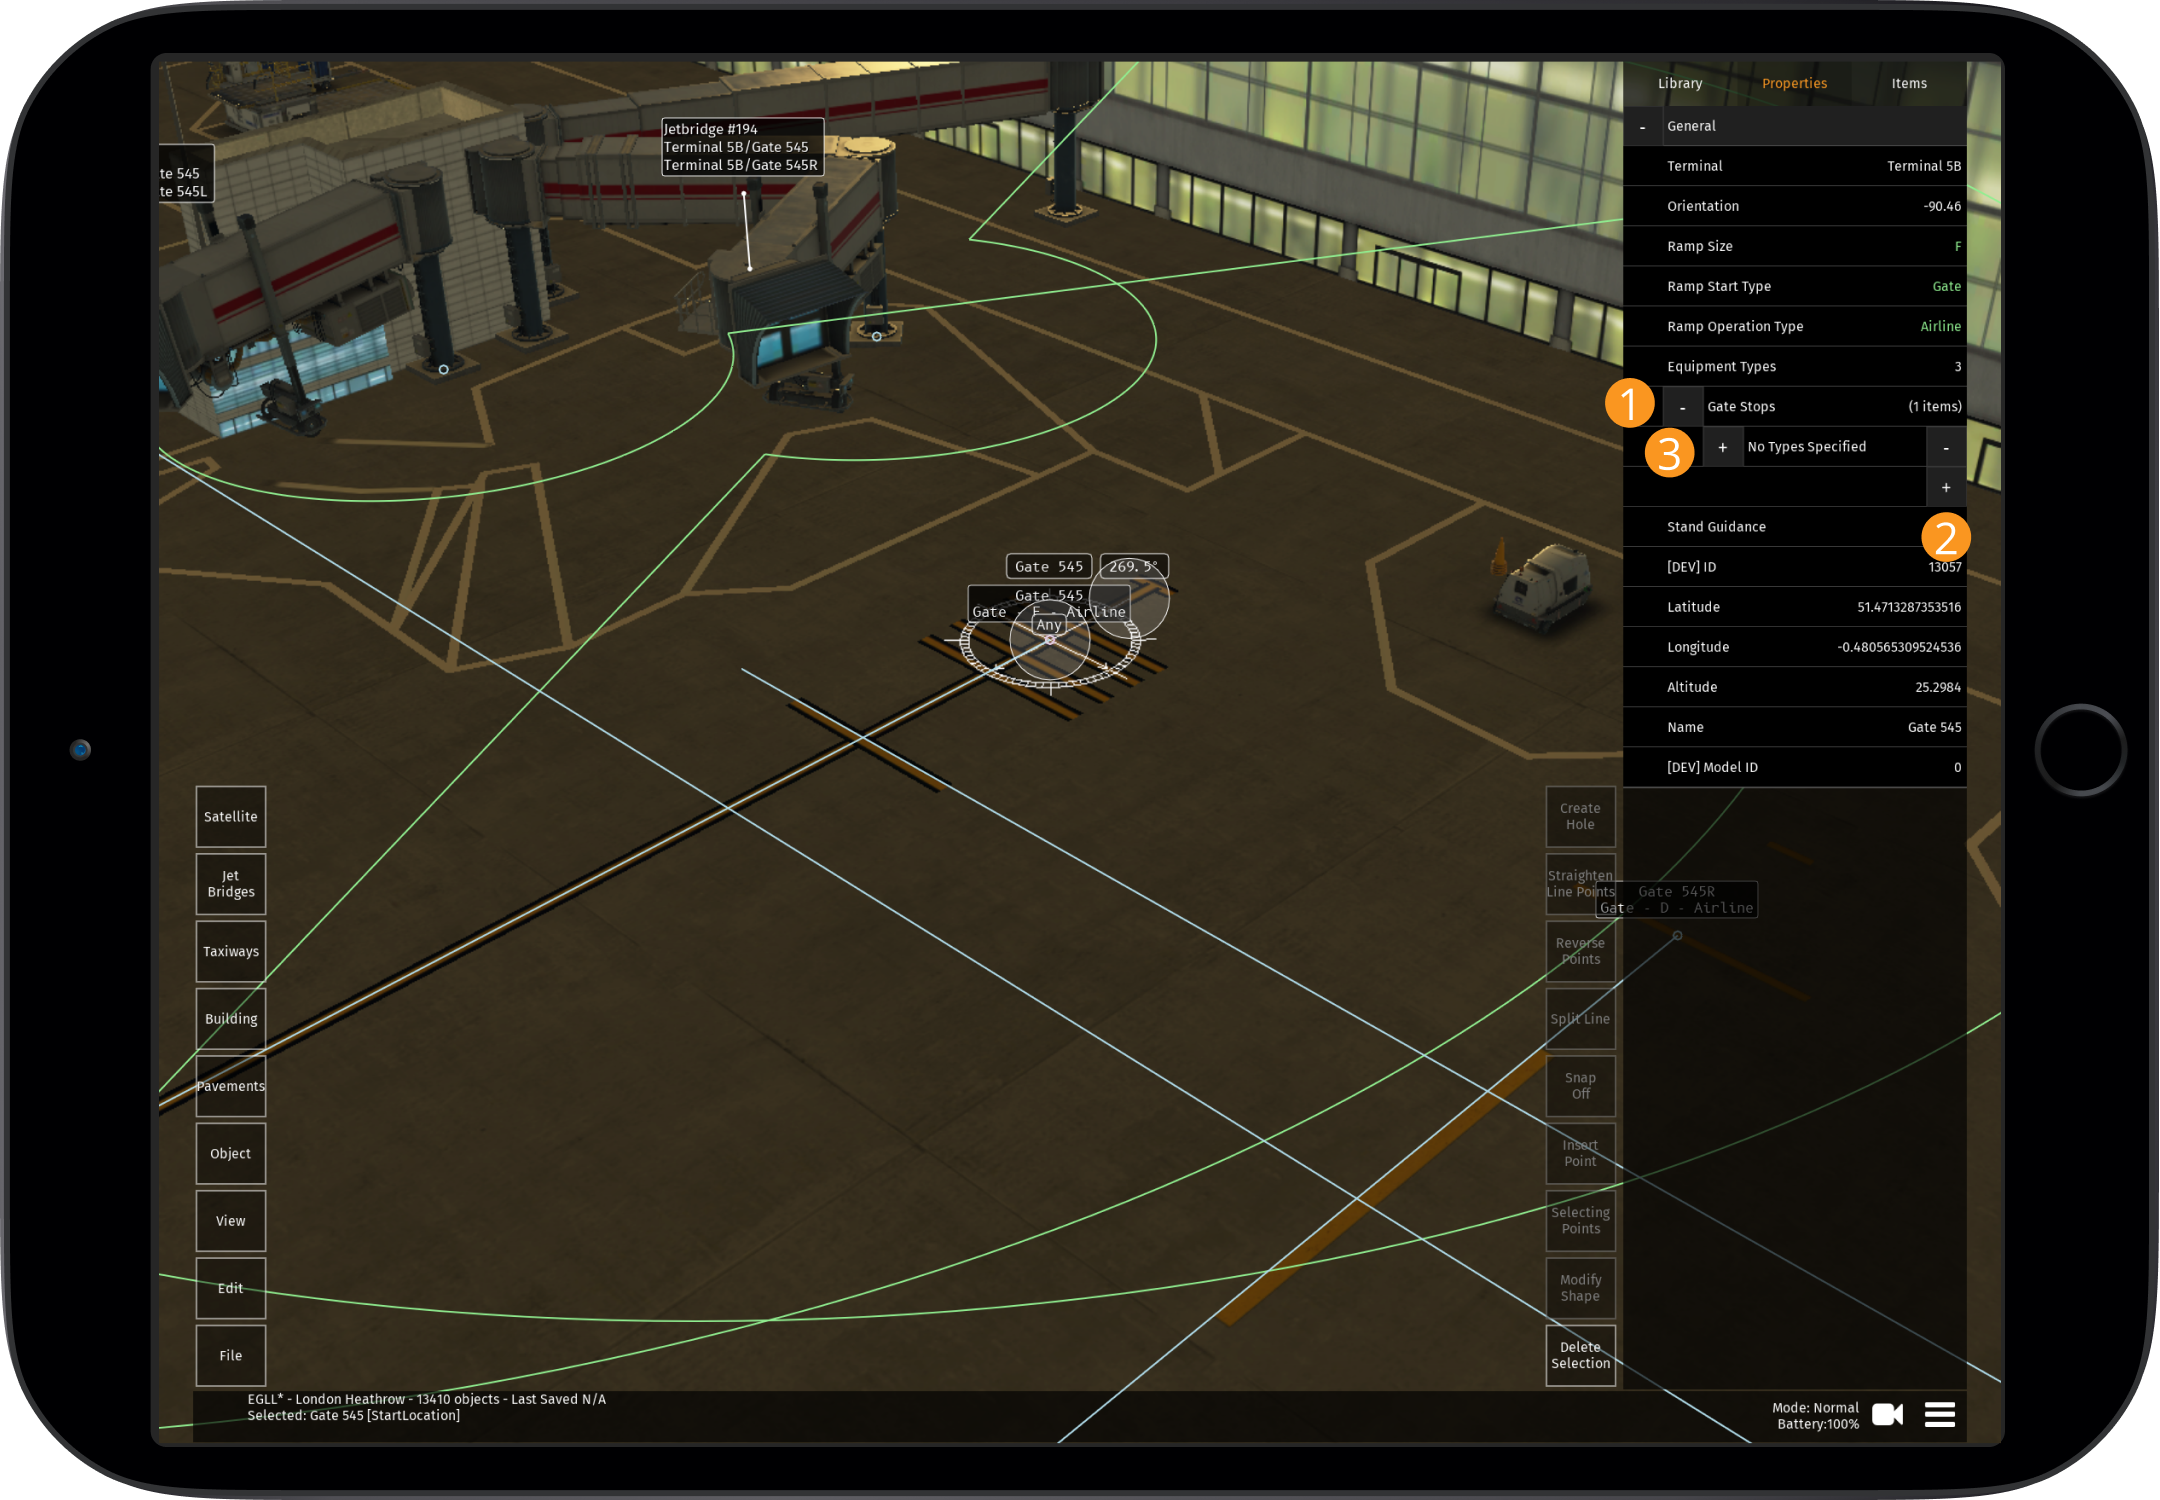 Library Properties Items
- General
Terminal Terminal 5B
Orientation -90.46
Ramp Size F
Ramp Start Type Gate
Ramp Operation Type Airline
Equipment Types 3
1 - Gate Stops (1 items)
3 + No Types Specified -
+
Stand Guidance
2
[DEV] ID 13057
Latitude 51.4713287353516
Longitude -0.480565309524536
Altitude 25.2984
Name Gate 545
[DEV] Model ID 0
Jetbridge #194
Terminal 5B/Gate 545
Terminal 5B/Gate 545R
te 545
te 545L
Gate 545 269.5°
Gate 545
Gate - F - Airline
Any
Gate 545R
Gate - D - Airline
Satellite
Jet
Bridges
Taxiways
Building
Pavements
Object
View
Edit
File
Create
Hole
Straighten
Line Points
Reverse
Points
Split Line
Snap
Off
Insert
Point
Selecting
Points
Modify
Shape
Delete
Selection
EGLL* - London Heathrow - 13410 objects - Last Saved N/A
Selected: Gate 545 [StartLocation]
Mode: Normal
Battery:100%